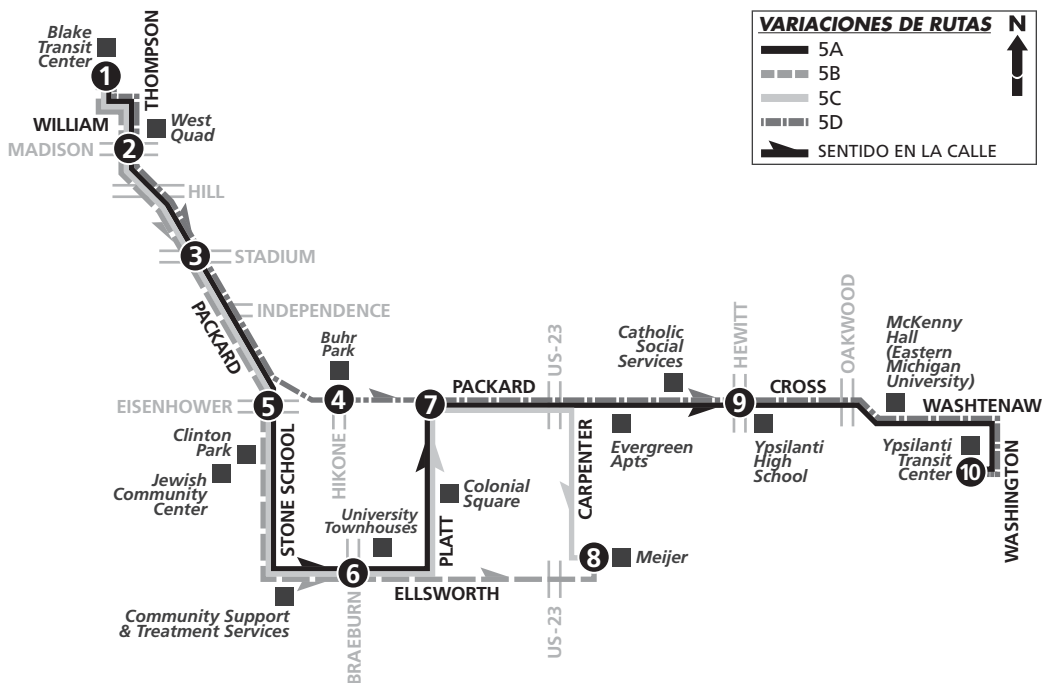 Blake
Transit
Center
1
THOMPSON
WILLIAM
West
Quad
MADISON
2
HILL
3
STADIUM
INDEPENDENCE
PACKARD
Buhr
Park
EISENHOWER
5
4
7
PACKARD
US-23
Catholic
Social
Services
HEWITT
9
CROSS
OAKWOOD
McKenny
Hall
(Eastern
Michigan
University)
WASHTENAW
Clinton
Park
Jewish
Community
Center
STONE SCHOOL
HIKONE
University
Townhouses
Colonial
Square
PLATT
CARPENTER
Evergreen
Apts
Ypsilanti
High
School
Ypsilanti
Transit
Center
10
WASHINGTON
6
8
Meijer
ELLSWORTH
Community Support
& Treatment Services
BRAEBURN
US-23
VARIACIONES DE RUTAS
N
5A
5B
5C
5D
SENTIDO EN LA CALLE